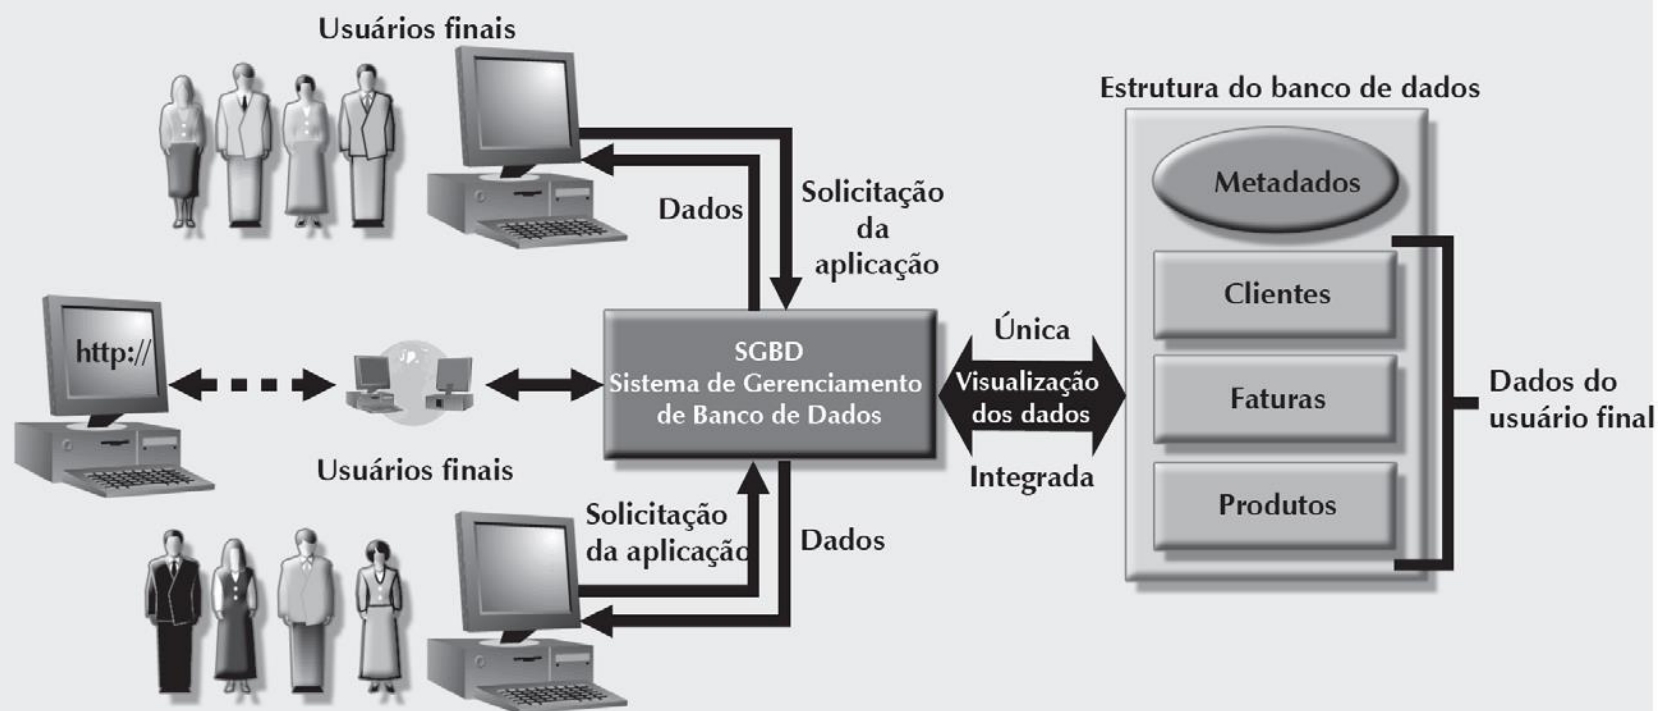 Usuários finais
Estrutura do banco de dados
Metadados
Dados
Solicitação
da
aplicação
Clientes
http://
SGBD
Sistema de Gerenciamento
de Banco de Dados
Única
Visualização
dos dados
Integrada
Faturas
Dados do
usuário final
Produtos
Usuários finais
Solicitação
da aplicação
Dados